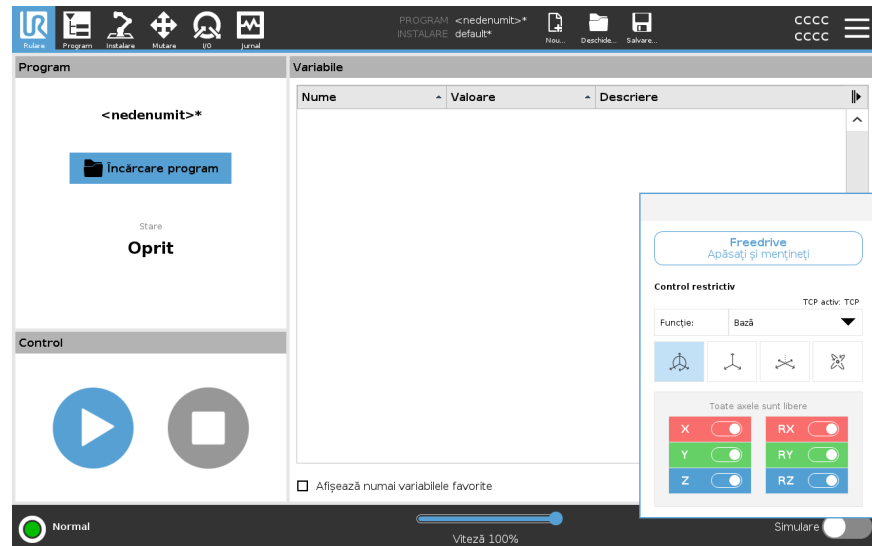 UR
Rulare
Program
Instalare
Mutare
I/O
Jurnal
PROGRAM <nedenumit>*
INSTALARE default*
Nou...
Deschide...
Salvare...
CCCC
CCCC
Program
<nedenumit>*
Încărcare program
Stare
Oprit
Control
Variabile
Nume
Valoare
Descriere
Afișează numai variabilele favorite
Freedrive
Apăsați și mențineți
Control restrictiv
TCP activ: TCP
Funcție: Bază
Toate axele sunt libere
X RX
Y RY
Z RZ
Normal
Viteză 100%
Simulare